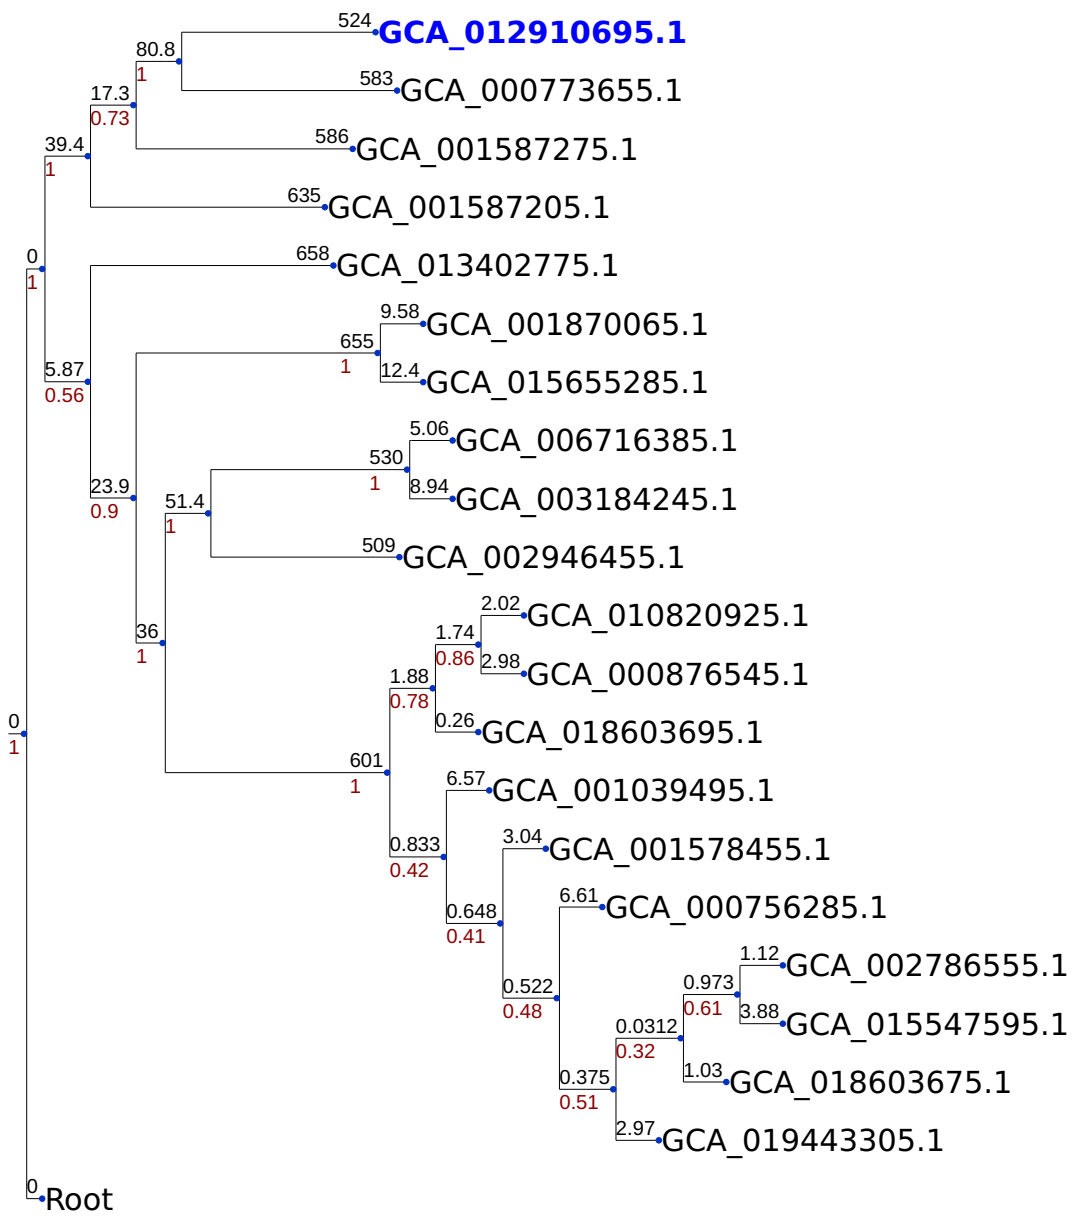 524
GCA_012910695.1
80.8
1
583
GCA_000773655.1
17.3
0.73
586
GCA_001587275.1
39.4
1
635
GCA_001587205.1
0
1
658
GCA_013402775.1
9.58
GCA_001870065.1
655
1
12.4
GCA_015655285.1
5.87
0.56
5.06
GCA_006716385.1
530
1
8.94
GCA_003184245.1
23.9
0.9
51.4
1
509
GCA_002946455.1
2.02
GCA_010820925.1
36
1
1.74
0.86
2.98
GCA_000876545.1
1.88
0.78
0.26
GCA_018603695.1
0
1
601
1
6.57
GCA_001039495.1
0.833
0.42
3.04
GCA_001578455.1
0.648
0.41
6.61
GCA_000756285.1
0.522
0.48
1.12
GCA_002786555.1
0.973
0.61
3.88
GCA_015547595.1
0.0312
0.32
1.03
GCA_018603675.1
0.375
0.51
2.97
GCA_019443305.1
0
Root